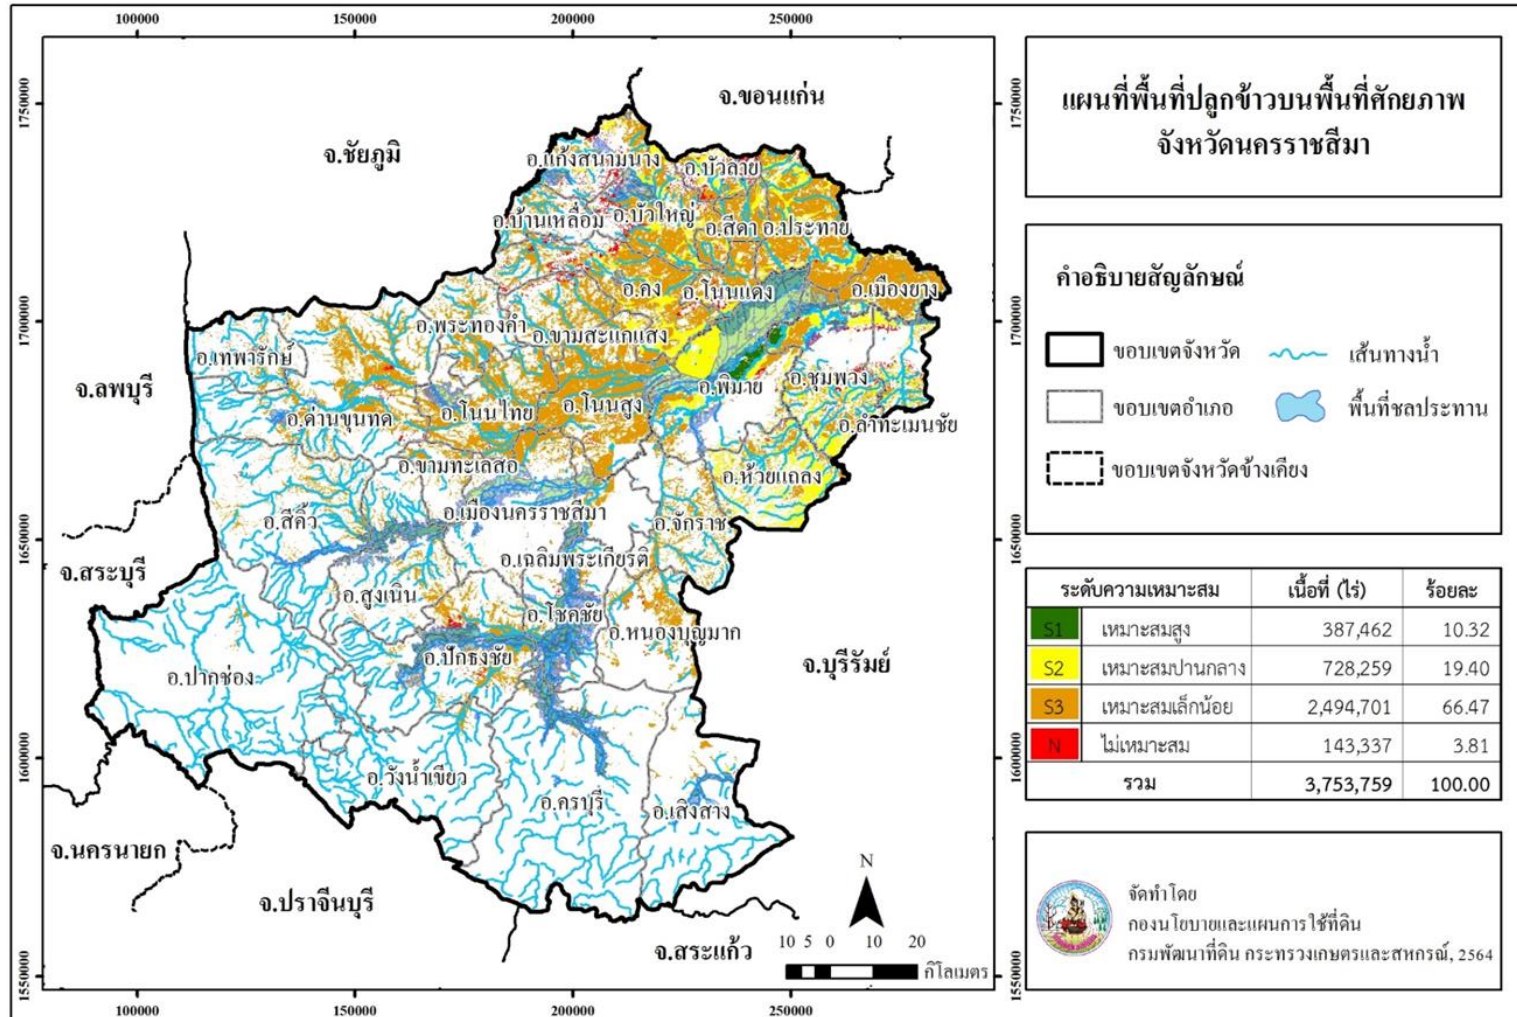 100000 150000 200000 250000
1750000
1700000
1650000
1600000
1550000
จ.ขอนแก่น
จ.ชัยภูมิ
อ.แก้งสนามนาง
อ.บัวลาย
อ.บ้านเหลื่อม
อ.บัวใหญ่
อ.สีดา
อ.ประทาย
อ.คง
อ.โนนแดง
อ.เมืองยาง
อ.พระทองคำ
อ.ขามสะแกแสง
อ.เทพารักษ์
จ.ลพบุรี
อ.พิมาย
อ.ชุมพวง
อ.ด่านขุนทด
อ.โนนไทย
อ.โนนสูง
อ.ลำทะเมนชัย
อ.ขามทะเลสอ
อ.ห้วยแถลง
อ.สีคิ้ว
อ.เมืองนครราชสีมา
อ.จักราช
จ.สระบุรี
อ.เฉลิมพระเกียรติ
อ.สูงเนิน
อ.โชคชัย
อ.หนองบุญมาก
อ.ปักธงชัย
จ.บุรีรัมย์
อ.ปากช่อง
อ.วังน้ำเขียว
อ.ครบุรี
อ.เสิงสาง
จ.นครนายก
จ.ปราจีนบุรี
จ.สระแก้ว
N
10 5 0 10 20
กิโลเมตร
1750000
1700000
1650000
1600000
1550000
100000 150000 200000 250000
แผนที่พื้นที่ปลูกข้าวบนพื้นที่ศักยภาพ
จังหวัดนครราชสีมา
คำอธิบายสัญลักษณ์
ขอบเขตจังหวัด เส้นทางน้ำ
ขอบเขตอำเภอ พื้นที่ชลประทาน
ขอบเขตจังหวัดข้างเคียง
ระดับความเหมาะสม เนื้อที่ (ไร่) ร้อยละ
S1 เหมาะสมสูง 387,462 10.32
S2 เหมาะสมปานกลาง 728,259 19.40
S3 เหมาะสมเล็กน้อย 2,494,701 66.47
N ไม่เหมาะสม 143,337 3.81
รวม 3,753,759 100.00
จัดทำโดย
กองนโยบายและแผนการใช้ที่ดิน
กรมพัฒนาที่ดิน กระทรวงเกษตรและสหกรณ์, 2564